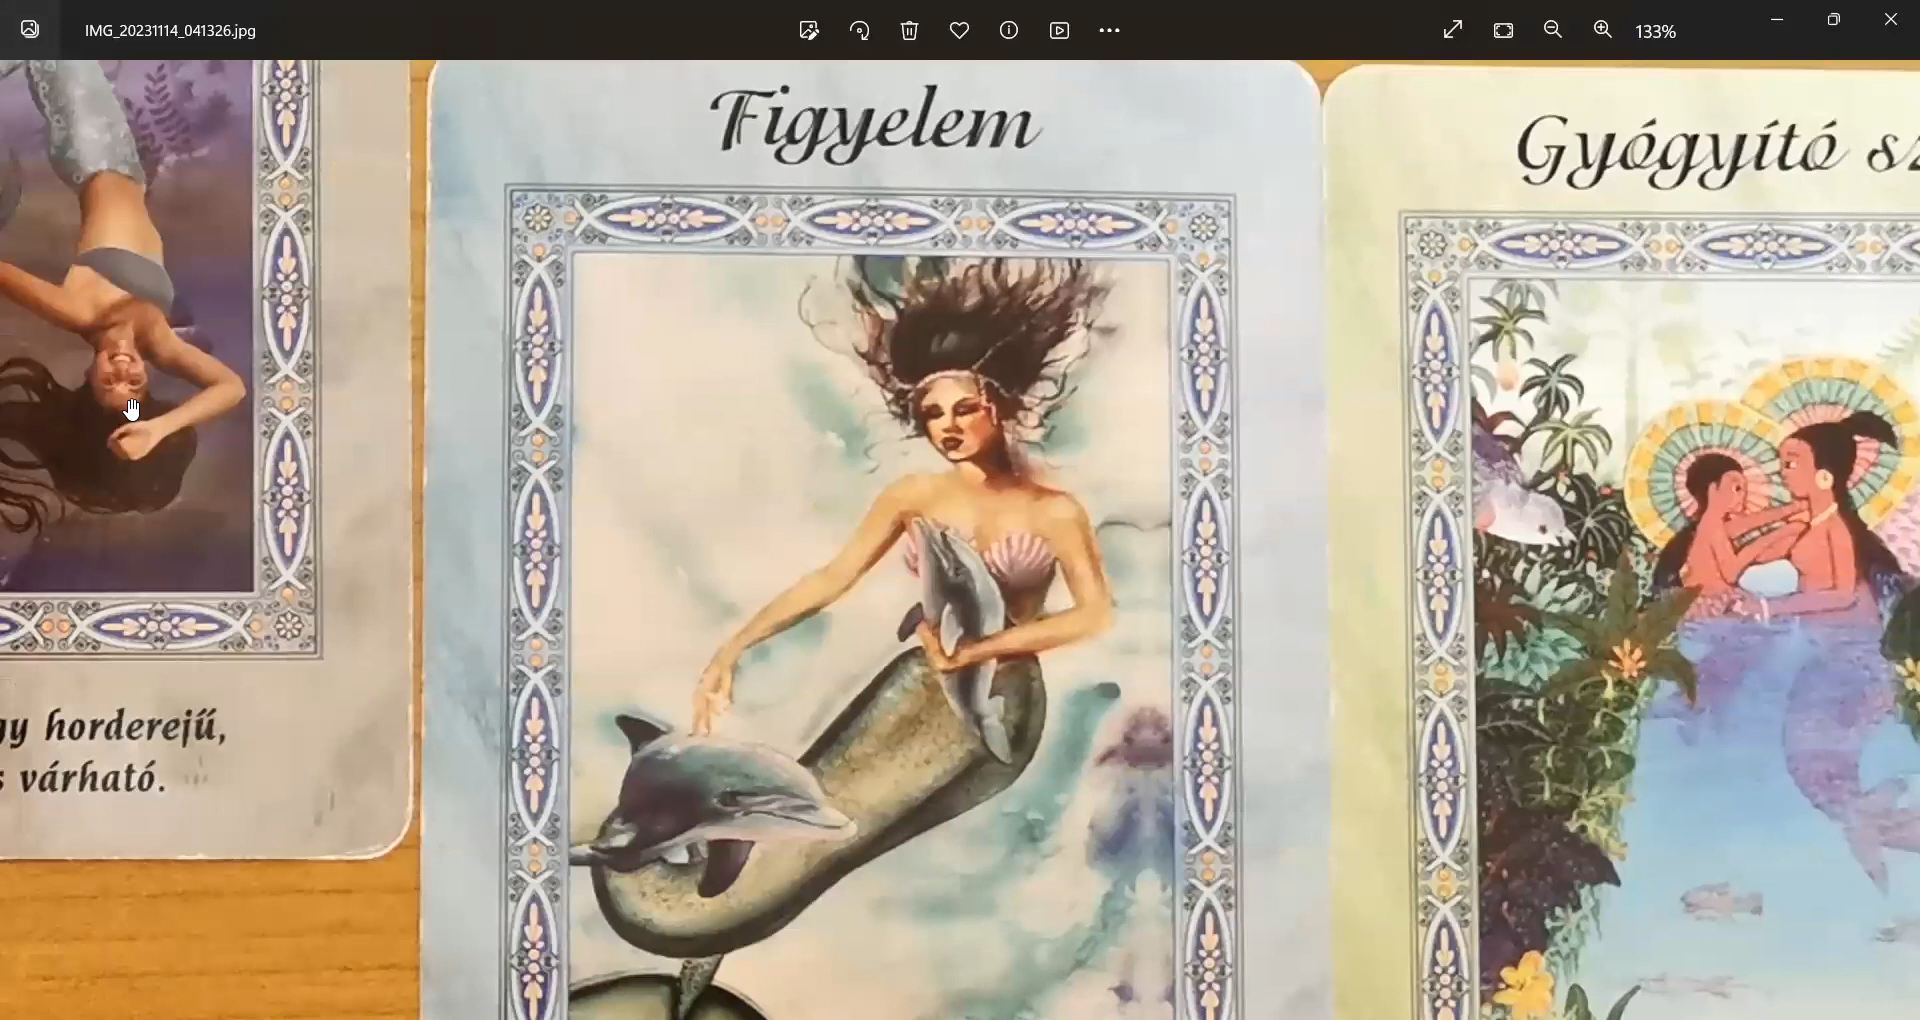 IMG_20231114_041326.jpg
133%
Figyelem
Gyógyító
horderejű,
várható.